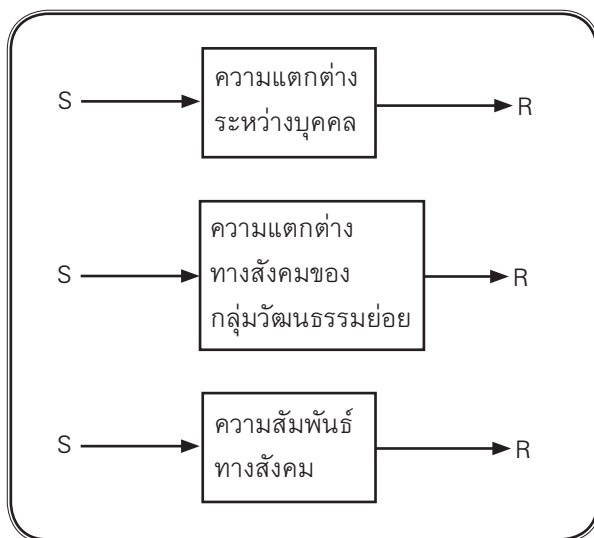 ความแตกต่าง
S R
ระหว่างบุคคล
ความแตกต่าง
S ทางสังคมของ R
กลุ่มวัฒนธรรมย่อย
ความสัมพันธ์
S R
ทางสังคม